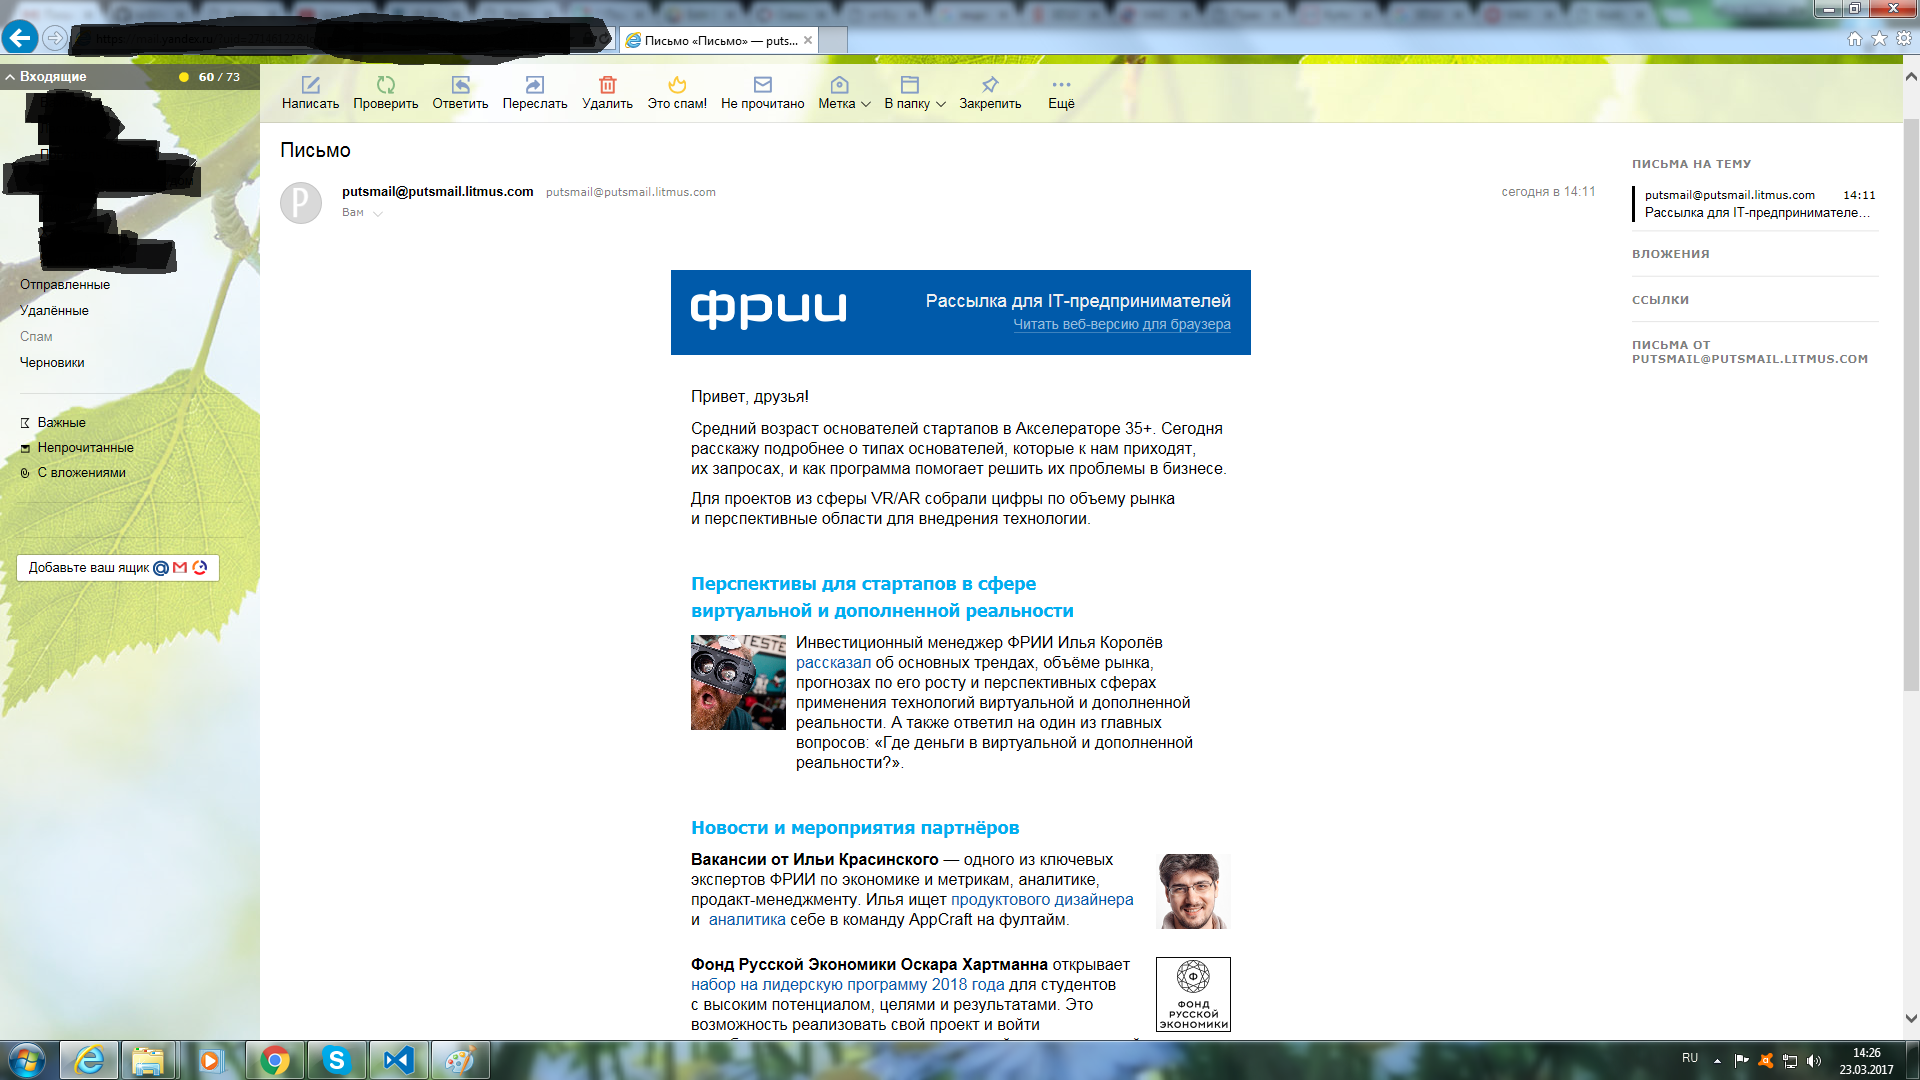 Письмо «Письмо» — puts...
Входящие
60 / 73
Написать
Проверить
Ответить
Переслать
Удалить
Это спам!
Не прочитано
Метка
В папку
Закрепить
Ещё
Отправленные
Удалённые
Спам
Черновики
Важные
Непрочитанные
С вложениями
Добавьте ваш ящик
Письмо
P
putsmail@putsmail.litmus.com putsmail@putsmail.litmus.com
сегодня в 14:11
Вам
фрии
Рассылка для IT-предпринимателей
Читать веб-версию для браузера
Привет, друзья!
Средний возраст основателей стартапов в Акселераторе 35+. Сегодня
расскажу подробнее о типах основателей, которые к нам приходят,
их запросах, и как программа помогает решить их проблемы в бизнесе.
Для проектов из сферы VR/AR собрали цифры по объему рынка
и перспективные области для внедрения технологии.
Перспективы для стартапов в сфере
виртуальной и дополненной реальности
TESTE
Инвестиционный менеджер ФРИИ Илья Королёв
рассказал об основных трендах, объёме рынка,
прогнозах по его росту и перспективных сферах
применения технологий виртуальной и дополненной
реальности. А также ответил на один из главных
вопросов: «Где деньги в виртуальной и дополненной
реальности?».
Новости и мероприятия партнёров
Вакансии от Ильи Красинского — одного из ключевых
экспертов ФРИИ по экономике и метрикам, аналитике,
продакт-менеджменту. Илья ищет продуктового дизайнера
и аналитика себе в команду AppCraft на фултайм.
Фонд Русской Экономики Оскара Хартманна открывает
набор на лидерскую программу 2018 года для студентов
с высоким потенциалом, целями и результатами. Это
возможность реализовать свой проект и войти
Ф
ФОНД
РУССКОЙ
ЭКОНОМИКИ
ПИСЬМА НА ТЕМУ
putsmail@putsmail.litmus.com 14:11
Рассылка для IT-предпринимателе...
ВЛОЖЕНИЯ
ССЫЛКИ
ПИСЬМА ОТ
PUTSMAIL@PUTSMAIL.LITMUS.COM
RU
14:26
23.03.2017